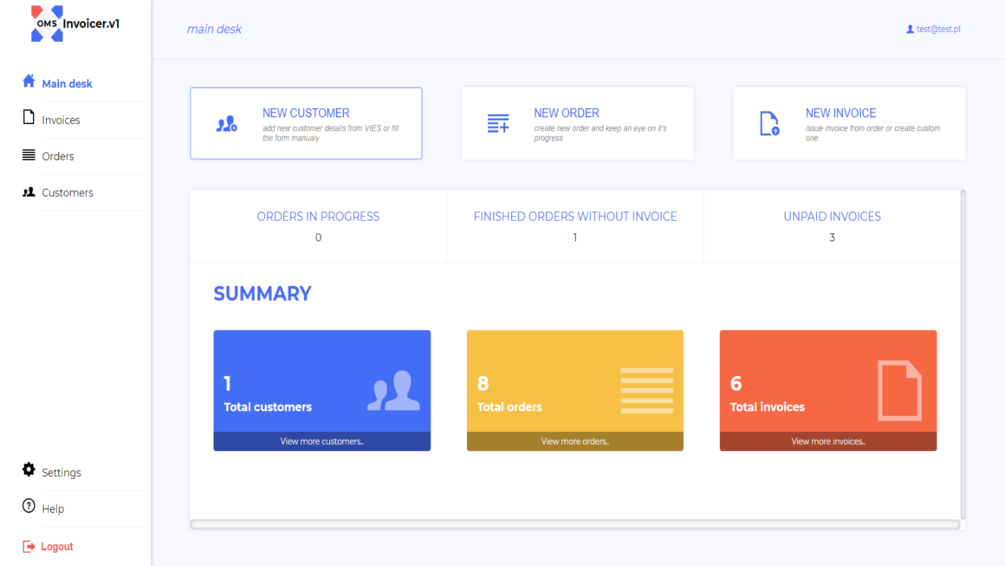 OMS Invoicer.v1
main desk
test@test.pl
Main desk
Invoices
Orders
Customers
Settings
Help
Logout
NEW CUSTOMER
add new customer details from VIES or fill
the form manualy
NEW ORDER
create new order and keep an eye on it's
progress
NEW INVOICE
issue invoice from order or create custom
one
ORDERS IN PROGRESS
0
FINISHED ORDERS WITHOUT INVOICE
1
UNPAID INVOICES
3
SUMMARY
1
Total customers
View more customers..
8
Total orders
View more orders..
6
Total invoices
View more invoices..